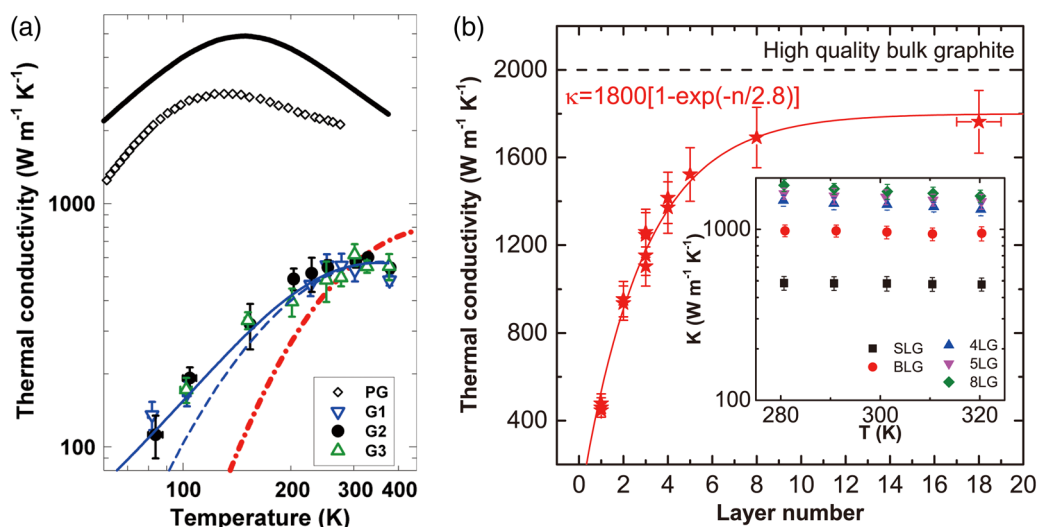 (a)
Thermal conductivity (W m⁻¹ K⁻¹)
1000
100
100
200
300
400
Temperature (K)
PG
G1
G2
G3
(b)
Thermal conductivity (W m⁻¹ K⁻¹)
2000
1600
1200
800
400
High quality bulk graphite
κ=1800[1-exp(-n/2.8)]
0 2 4 6 8 10 12 14 16 18 20
Layer number
K (W m⁻¹ K⁻¹)
1000
100
SLG
BLG
4LG
5LG
8LG
280
300
320
T (K)